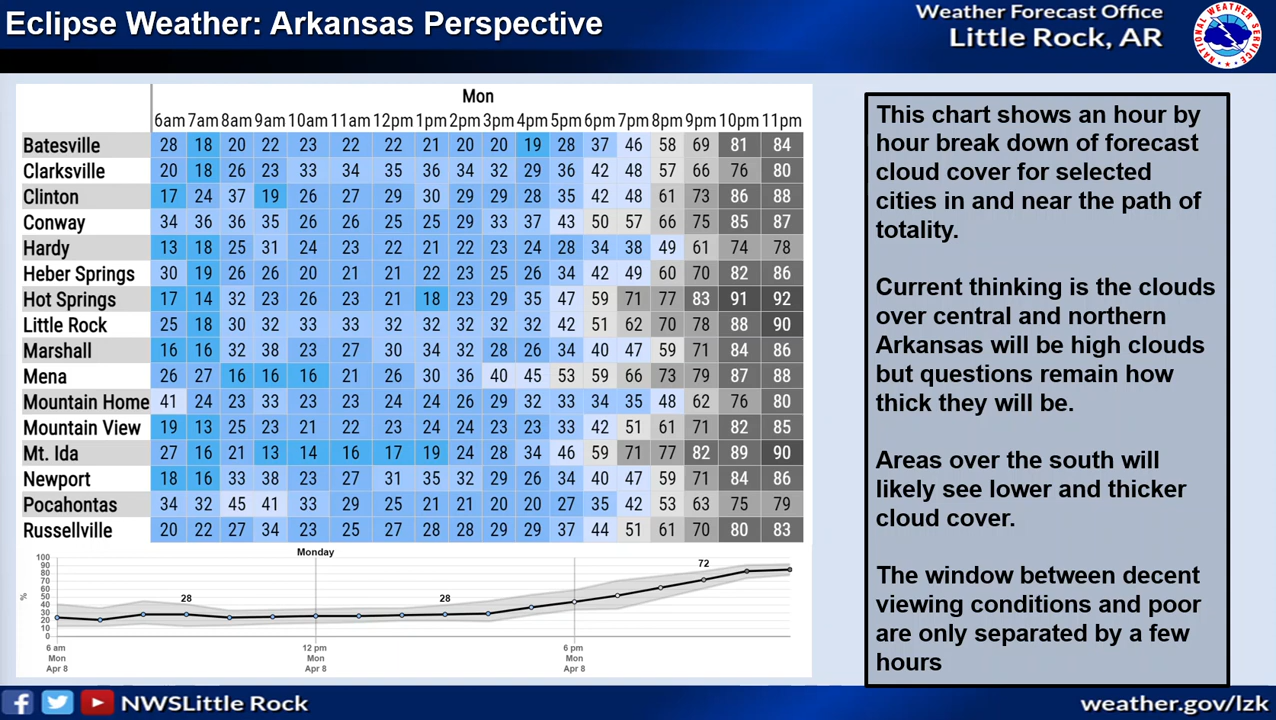 Eclipse Weather: Arkansas Perspective
Weather Forecast Office
Little Rock, AR
NATIONAL WEATHER SERVICE
Mon
6am 7am 8am 9am 10am 11am 12pm 1pm 2pm 3pm 4pm 5pm 6pm 7pm 8pm 9pm 10pm 11pm
Batesville 28 18 20 22 23 22 22 21 20 20 19 28 37 46 58 69 81 84
Clarksville 20 18 26 23 33 34 35 36 34 32 29 36 42 48 57 66 76 80
Clinton 17 24 37 19 26 27 29 30 29 29 28 35 42 48 61 73 86 88
Conway 34 36 36 35 26 26 25 25 29 33 37 43 50 57 66 75 85 87
Hardy 13 18 25 31 24 23 22 21 22 23 24 28 34 38 49 61 74 78
Heber Springs 30 19 26 26 20 21 21 22 23 25 26 34 42 49 60 70 82 86
Hot Springs 17 14 32 23 26 23 21 18 23 29 35 47 59 71 77 83 91 92
Little Rock 25 18 30 32 33 33 32 32 32 32 32 42 51 62 70 78 88 90
Marshall 16 16 32 38 23 27 30 34 32 28 26 34 40 47 59 71 84 86
Mena 26 27 16 16 16 21 26 30 36 40 45 53 59 66 73 79 87 88
Mountain Home 41 24 23 33 23 23 24 24 26 29 32 33 34 35 48 62 76 80
Mountain View 19 13 25 23 21 22 23 24 24 23 23 33 42 51 61 71 82 85
Mt. Ida 27 16 21 13 14 16 17 19 24 28 34 46 59 71 77 82 89 90
Newport 18 16 33 38 23 27 31 35 32 29 26 34 40 47 59 71 84 86
Pocahontas 34 32 45 41 33 29 25 21 21 20 20 27 35 42 53 63 75 79
Russellville 20 22 27 34 23 25 27 28 28 29 29 37 44 51 61 70 80 83
Monday
100
90
80
70
60
50
40
30
20
10
0
%
28
28
72
6 am
Mon
Apr 8
12 pm
Mon
Apr 8
6 pm
Mon
Apr 8
This chart shows an hour by
hour break down of forecast
cloud cover for selected
cities in and near the path of
totality.
Current thinking is the clouds
over central and northern
Arkansas will be high clouds
but questions remain how
thick they will be.
Areas over the south will
likely see lower and thicker
cloud cover.
The window between decent
viewing conditions and poor
are only separated by a few
hours
NWSLittle Rock
weather.gov/lzk